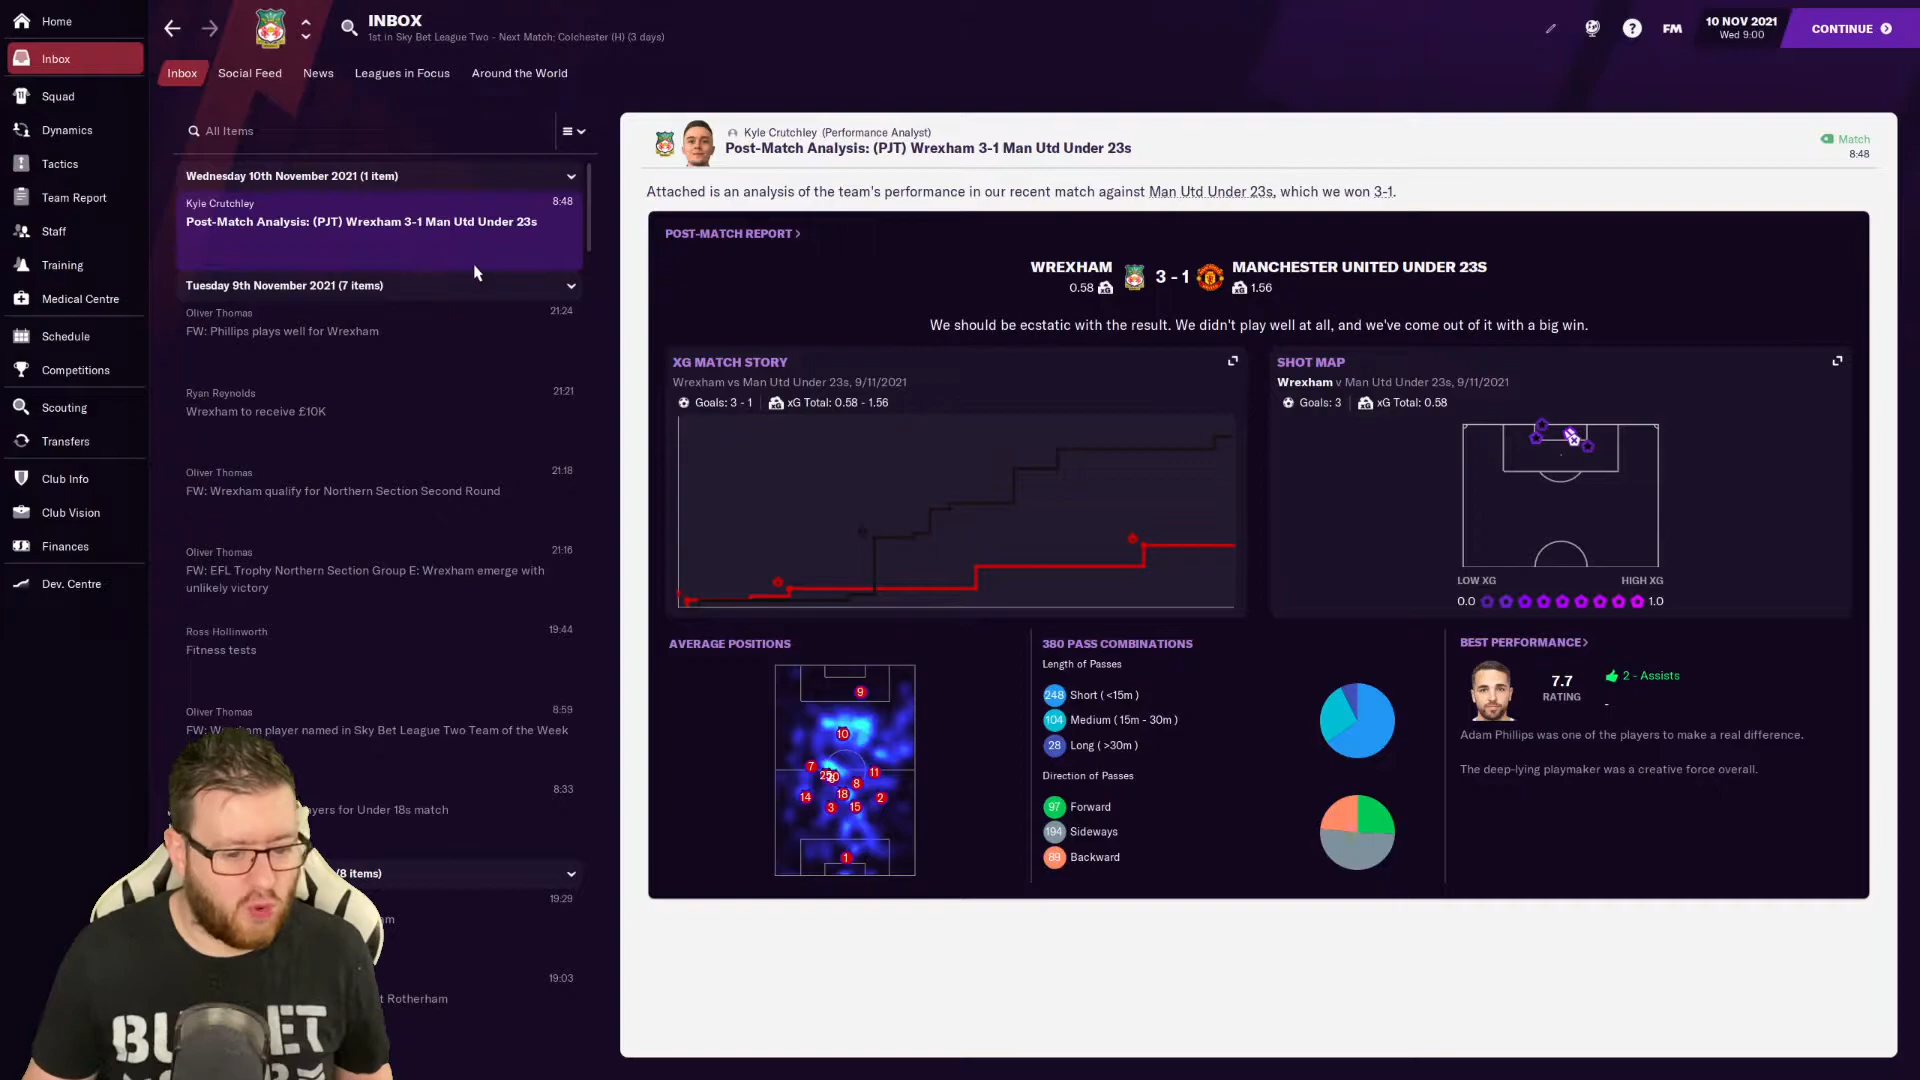 Home
Inbox
Squad
Dynamics
Tactics
Team Report
Staff
Training
Medical Centre
Schedule
Competitions
Scouting
Transfers
Club Info
Club Vision
Finances
Dev. Centre
INBOX
1st in Sky Bet League Two - Next Match; Colchester (H) (3 days)
FM
10 NOV 2021
Wed 9:00
CONTINUE
Inbox
Social Feed
News
Leagues in Focus
Around the World
All Items
Wednesday 10th November 2021 (1 item)
Kyle Crutchley 8:48
Post-Match Analysis: (PJT) Wrexham 3-1 Man Utd Under 23s
Tuesday 9th November 2021 (7 items)
Oliver Thomas 21:24
FW: Phillips plays well for Wrexham
Ryan Reynolds 21:21
Wrexham to receive £10K
Oliver Thomas 21:18
FW: Wrexham qualify for Northern Section Second Round
Oliver Thomas 21:16
FW: EFL Trophy Northern Section Group E: Wrexham emerge with
unlikely victory
Ross Hollinworth 19:44
Fitness tests
Oliver Thomas 8:59
FW: Wrexham player named in Sky Bet League Two Team of the Week
8:33
ayers for Under 18s match
(8 items)
19:29
am
19:03
t Rotherham
Kyle Crutchley (Performance Analyst)
Post-Match Analysis: (PJT) Wrexham 3-1 Man Utd Under 23s
Match
8:48
Attached is an analysis of the team's performance in our recent match against Man Utd Under 23s, which we won 3-1.
POST-MATCH REPORT >
WREXHAM 3 - 1 MANCHESTER UNITED UNDER 23S
0.58 xG xG 1.56
We should be ecstatic with the result. We didn't play well at all, and we've come out of it with a big win.
XG MATCH STORY
Wrexham vs Man Utd Under 23s, 9/11/2021
Goals: 3 - 1 xG Total: 0.58 - 1.56
SHOT MAP
Wrexham v Man Utd Under 23s, 9/11/2021
Goals: 3 xG Total: 0.58
LOW XG HIGH XG
0.0 1.0
AVERAGE POSITIONS
9
10
7
11
8
18
14
2
3
15
1
380 PASS COMBINATIONS
Length of Passes
248 Short ( <15m )
104 Medium ( 15m - 30m )
28 Long ( >30m )
Direction of Passes
97 Forward
194 Sideways
89 Backward
BEST PERFORMANCE >
7.7
RATING
2 - Assists
-
Adam Phillips was one of the players to make a real difference.
The deep-lying playmaker was a creative force overall.